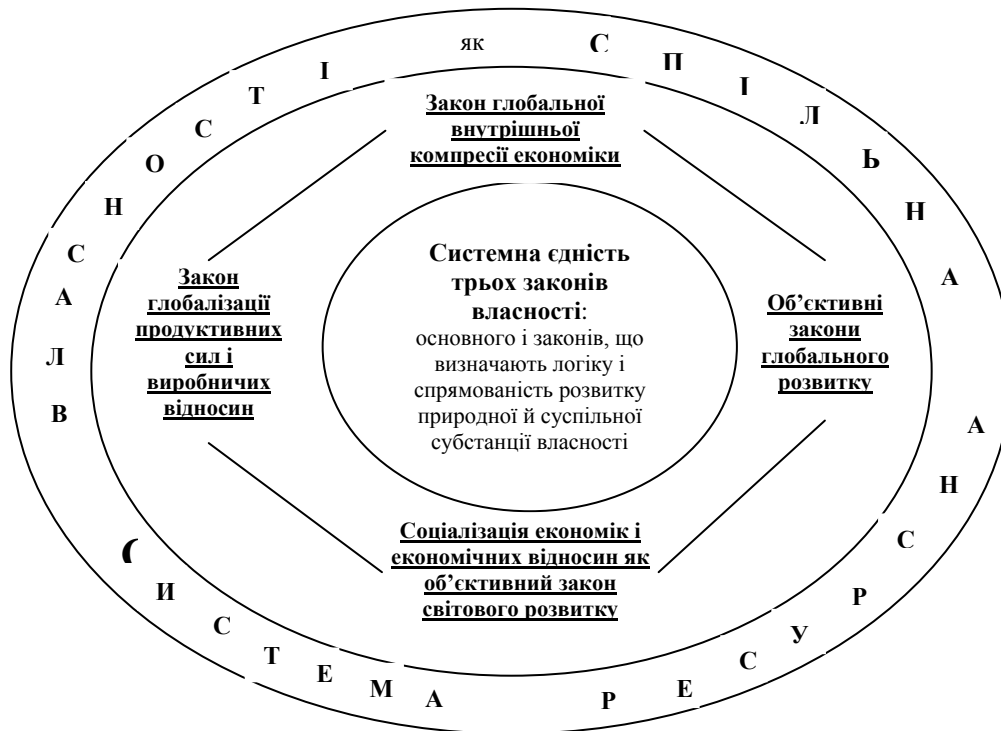 ВЛАСНОСТІ як СПІЛЬНА
Закон глобальної
внутрішньої
компресії економіки
Закон
глобалізації
продуктивних
сил і
виробничих
відносин
Системна єдність
трьох законів
власності:
основного і законів, що
визначають логіку і
спрямованість розвитку
природної й суспільної
субстанції власності
Об’єктивні
закони
глобального
розвитку
Соціалізація економік і
економічних відносин як
об’єктивний закон
світового розвитку
СИСТЕМА РЕСУРСНА